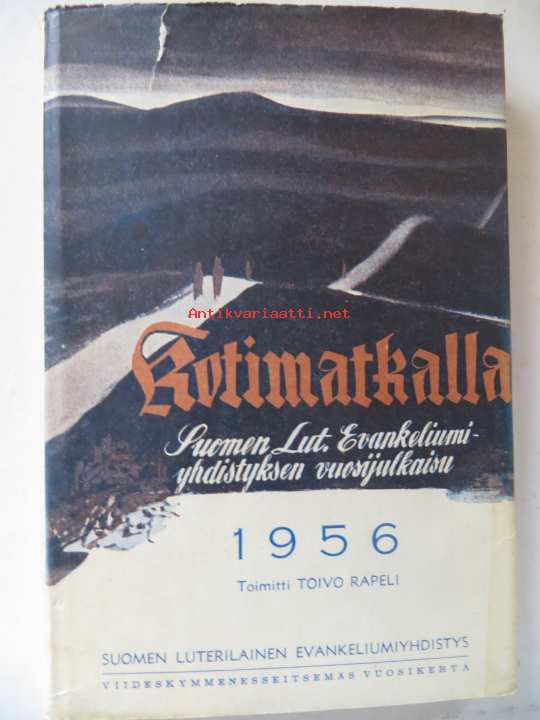 Antikvariaatti.net
Kotimatkalla
Suomen Lut. Evankeliumi-
yhdistyksen vuosijulkaisu
1956
Toimitti TOIVO RAPELI
SUOMEN LUTERILAINEN EVANKELIUMIYHDISTYS
VIIDESKYMMENESSEITSEMÄS VUOSIKERTA